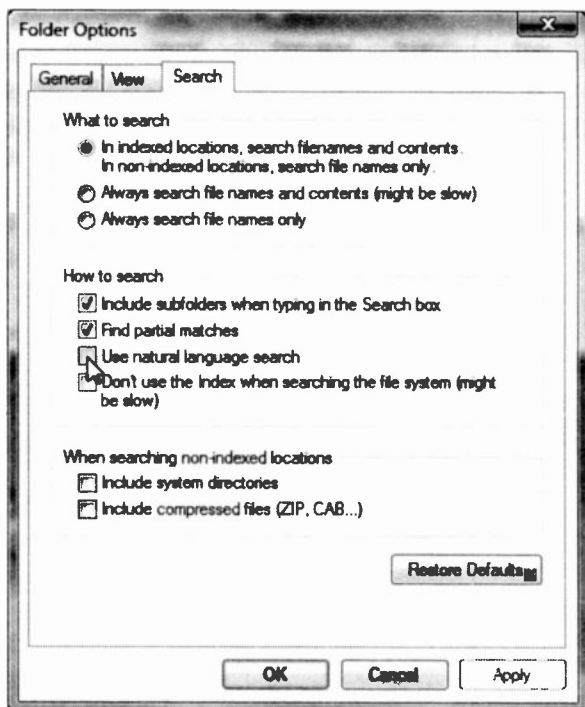 Folder Options
General View Search
What to search
In indexed locations, search filenames and contents.
In non-indexed locations, search file names only.
Always search file names and contents (might be slow)
Always search file names only
How to search
Include subfolders when typing in the Search box
Find partial matches
Use natural language search
Don't use the Index when searching the file system (might
be slow)
When searching non-indexed locations
Include system directories
Include compressed files (ZIP, CAB...)
Restore Defaults
OK Cancel Apply